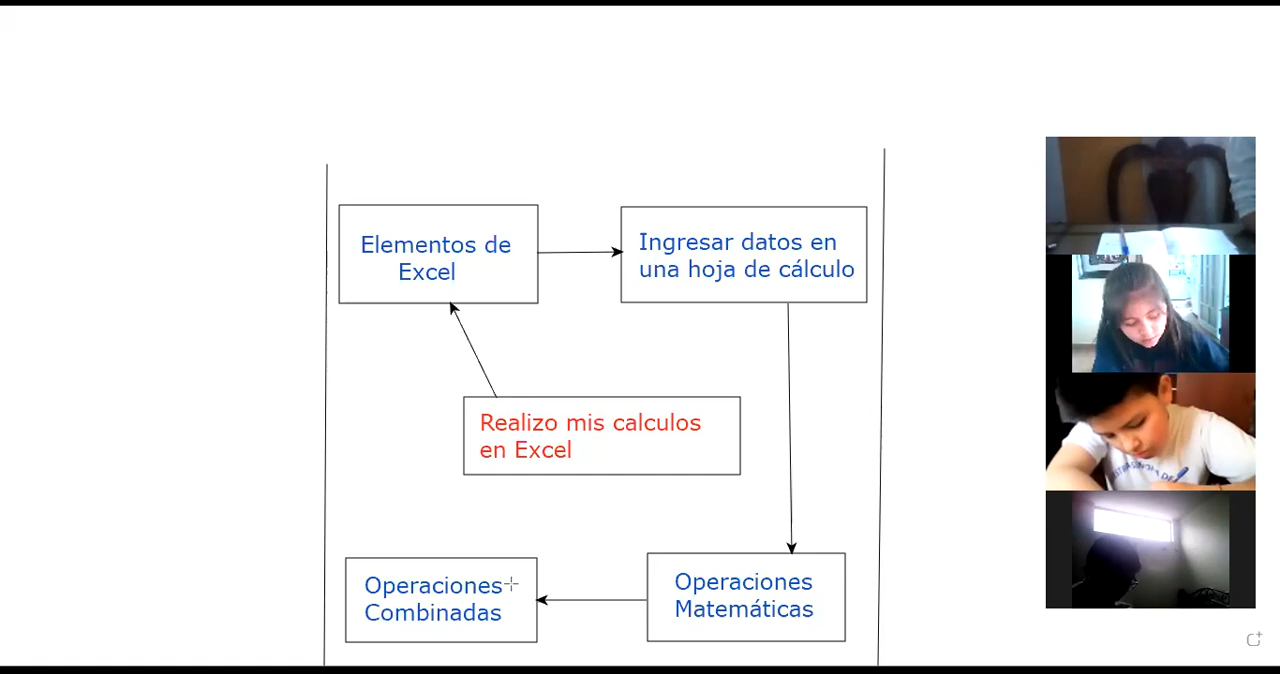 Elementos de
Excel
Ingresar datos en
una hoja de cálculo
Realizo mis calculos
en Excel
Operaciones
Combinadas
Operaciones
Matemáticas